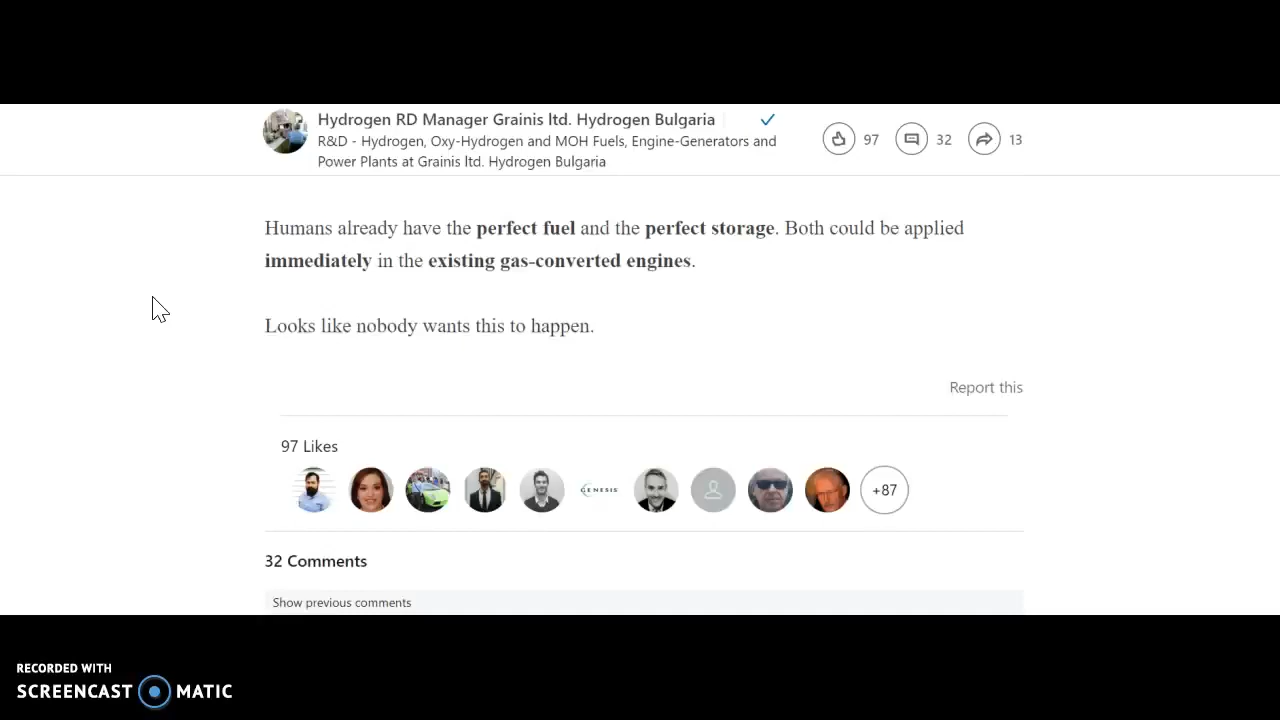 Hydrogen RD Manager Grainis ltd. Hydrogen Bulgaria
R&D - Hydrogen, Oxy-Hydrogen and MOH Fuels, Engine-Generators and
Power Plants at Grainis ltd. Hydrogen Bulgaria
97 32 13
Humans already have the perfect fuel and the perfect storage. Both could be applied
immediately in the existing gas-converted engines.
Looks like nobody wants this to happen.
Report this
97 Likes
GENESIS
+87
32 Comments
Show previous comments
RECORDED WITH
SCREENCAST MATIC